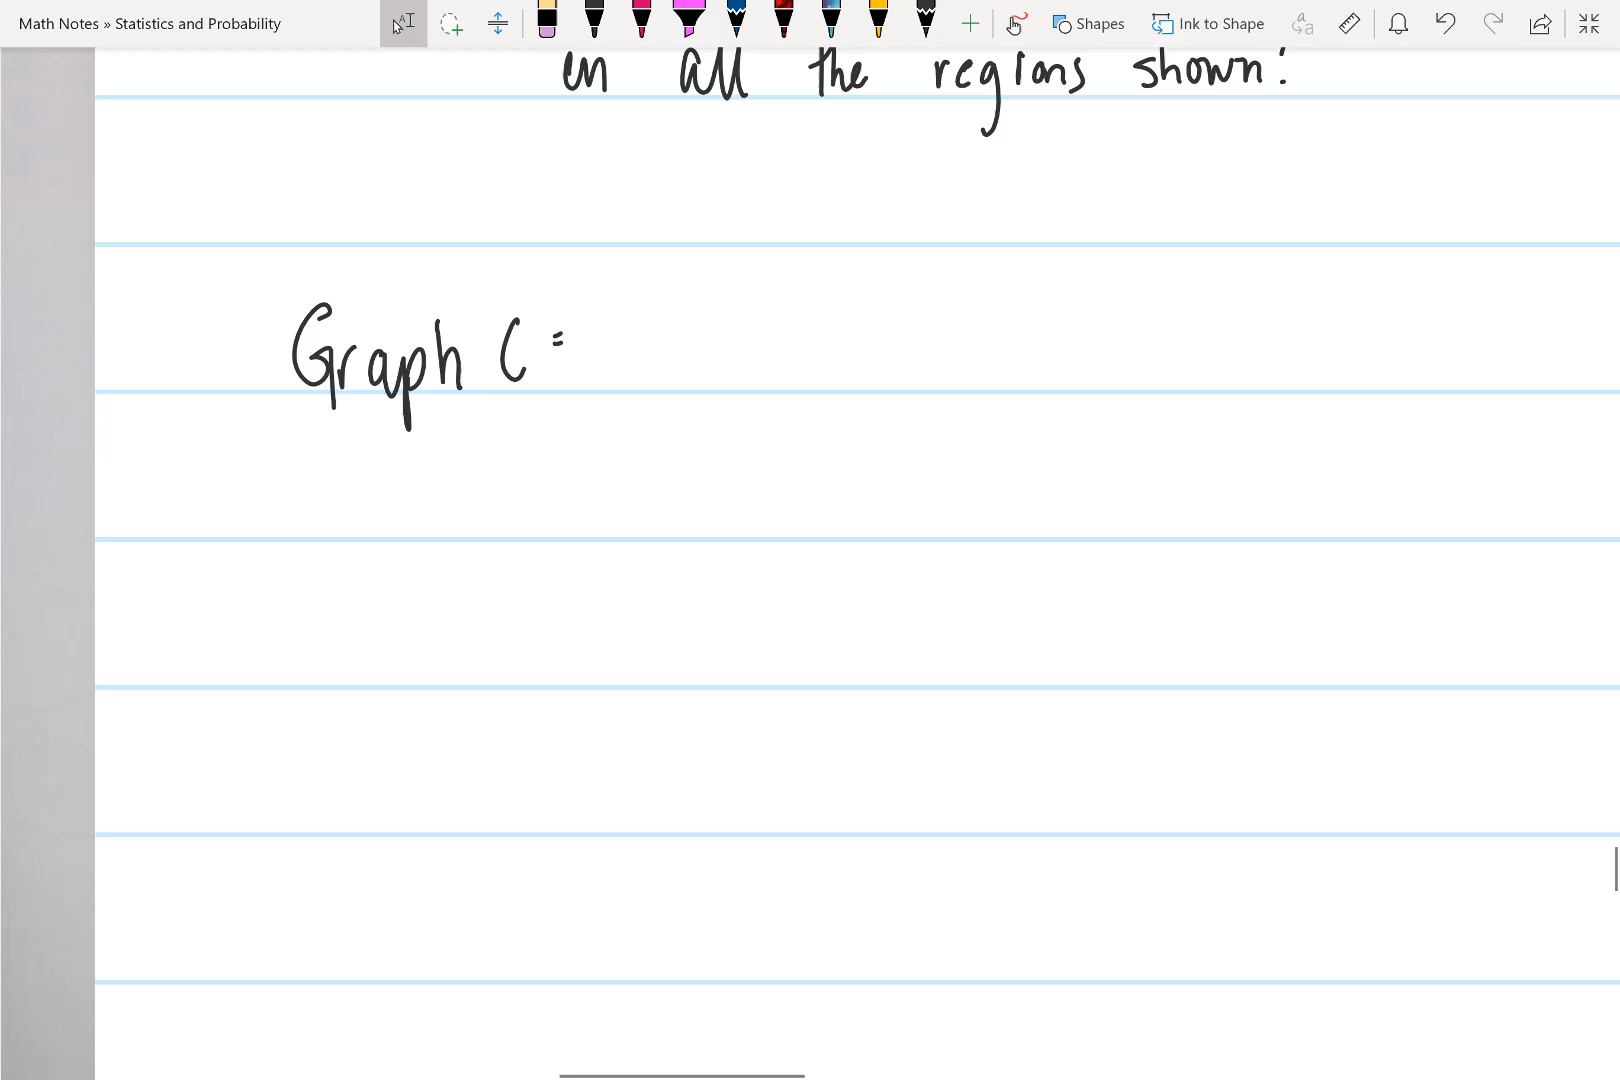 Math Notes » Statistics and Probability
Shapes
Ink to Shape
in all the regions shown:
Graph C =